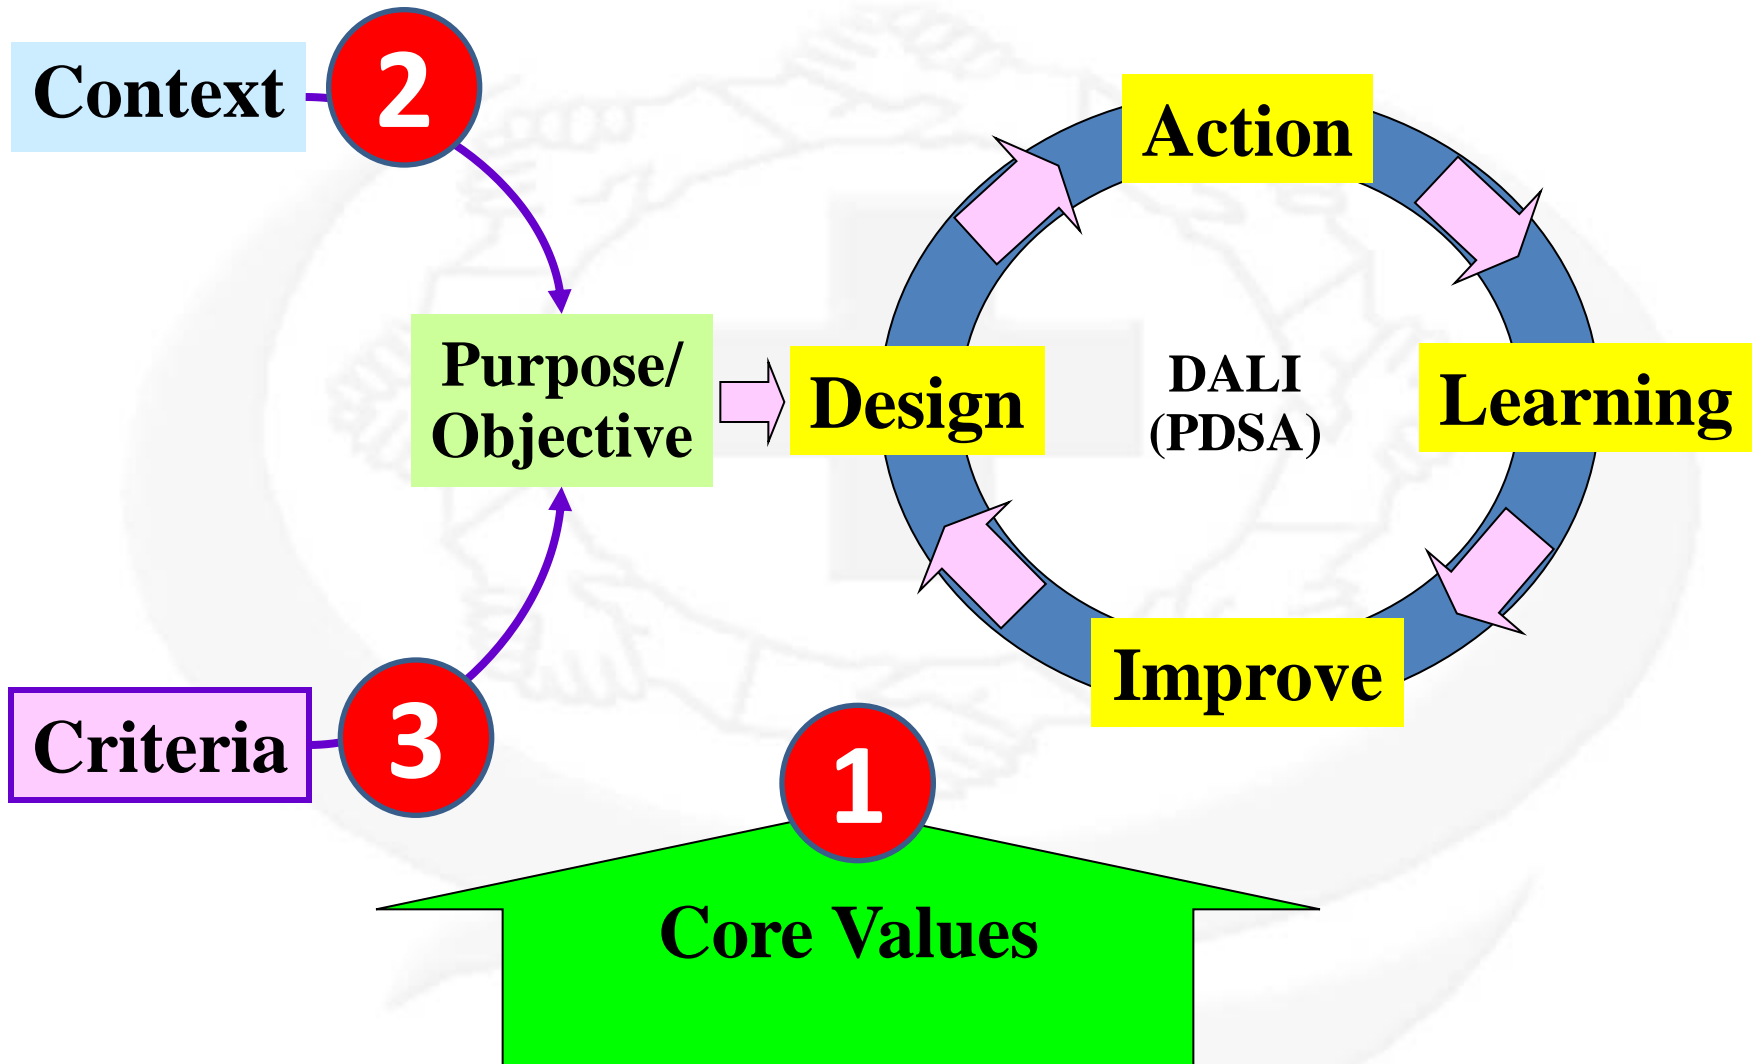 Context
2
Action
Purpose/
Objective
Design
DALI
(PDSA)
Learning
Improve
Criteria
3
1
Core Values